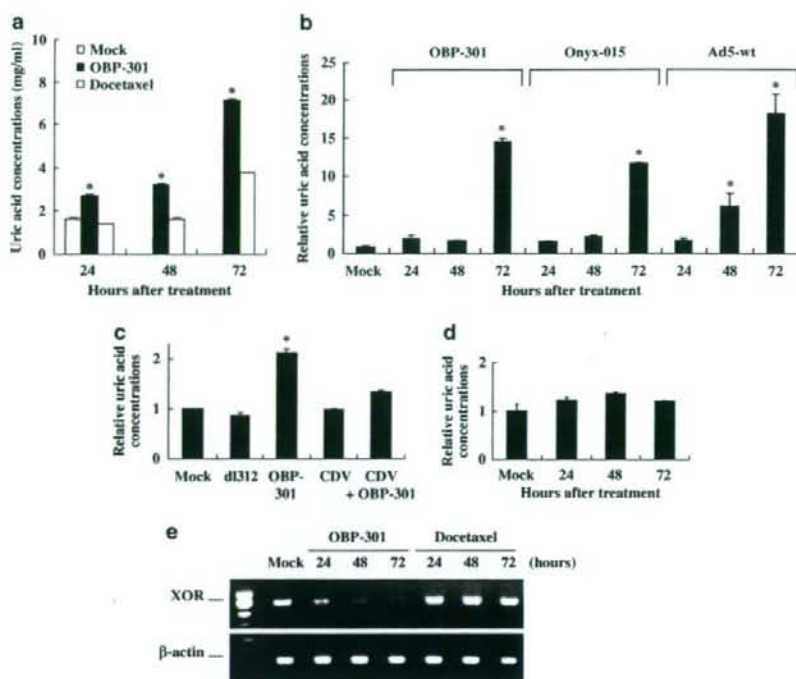 a
Uric acid concentrations (mg/ml)
10
8
6
4
2
0
Mock
OBP-301
Docetaxel
*
*
*
24 48 72
Hours after treatment
b
Relative uric acid concentrations
25
20
15
10
5
0
OBP-301 Onyx-015 Ad5-wt
*
*
*
*
Mock 24 48 72 24 48 72 24 48 72
Hours after treatment
c
Relative uric acid
concentrations
2
1
0
*
Mock dl312 OBP-301 CDV CDV + OBP-301
d
Relative uric acid
concentrations
2
1
0
Mock 24 48 72
Hours after treatment
e
OBP-301 Docetaxel
Mock 24 48 72 24 48 72 (hours)
XOR
β-actin